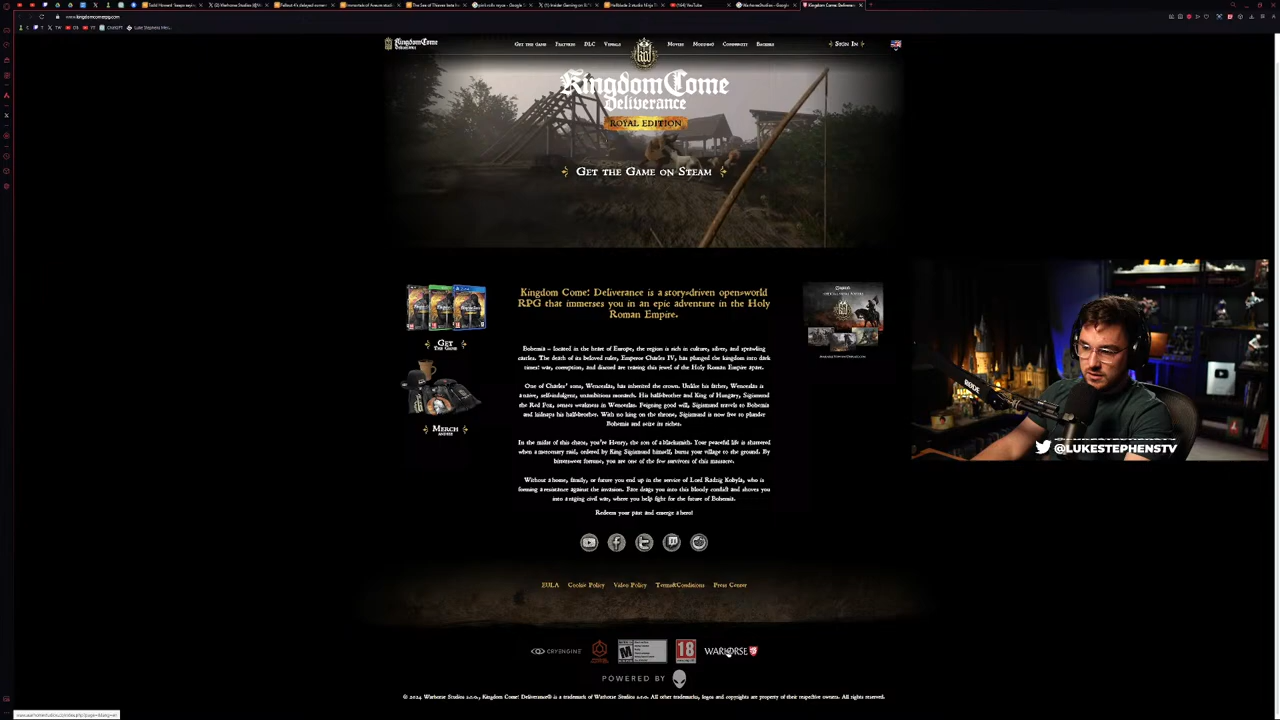 www.kingdomcomerpg.com
(164) YouTube
Kingdom Come: Deliverance
Get the Game Features DLC Visuals
Movies Modding Community Backers
Sign In
Kingdom Come
Deliverance
ROYAL EDITION
Get the Game on Steam
Kingdom Come: Deliverance is a story-driven open-world
RPG that immerses you in an epic adventure in the Holy
Roman Empire.
Bohemia – located in the heart of Europe, the region is rich in culture, silver, and sprawling
castles. The death of its beloved ruler, Emperor Charles IV, has plunged the kingdom into dark
times: war, corruption, and discord are tearing this jewel of the Holy Roman Empire apart.
One of Charles' sons, Wenceslas, has inherited the crown. Unlike his father, Wenceslas is
a naive, self-indulgent, unambitious monarch. His half-brother and King of Hungary, Sigismund
the Red Fox, senses weakness in Wenceslas. Feigning good will, Sigismund travels to Bohemia
and kidnaps his half-brother. With no king on the throne, Sigismund is now free to plunder
Bohemia and seize its riches.
In the midst of this chaos, you're Henry, the son of a blacksmith. Your peaceful life is shattered
when a mercenary raid, ordered by King Sigismund himself, burns your village to the ground. By
bittersweet fortune, you are one of the few survivors of this massacre.
Without a home, family, or future you end up in the service of Lord Radzig Kobyla, who is
forming a resistance against the invasion. Fate drags you into this bloody conflict and shoves you
into a raging civil war, where you help fight for the future of Bohemia.
Redeem your past and emerge a hero!
Get
The Game
Merch
EULA Cookie Policy Video Policy Terms&Conditions Press Center
CRYENGINE
M
18
WARHORSE
POWERED BY
© 2024 Warhorse Studios s.r.o., Kingdom Come: Deliverance® is a trademark of Warhorse Studios s.r.o. All other trademarks, logos and copyrights are property of their respective owners. All rights reserved.
RODE
@LUKESTEPHENSTV